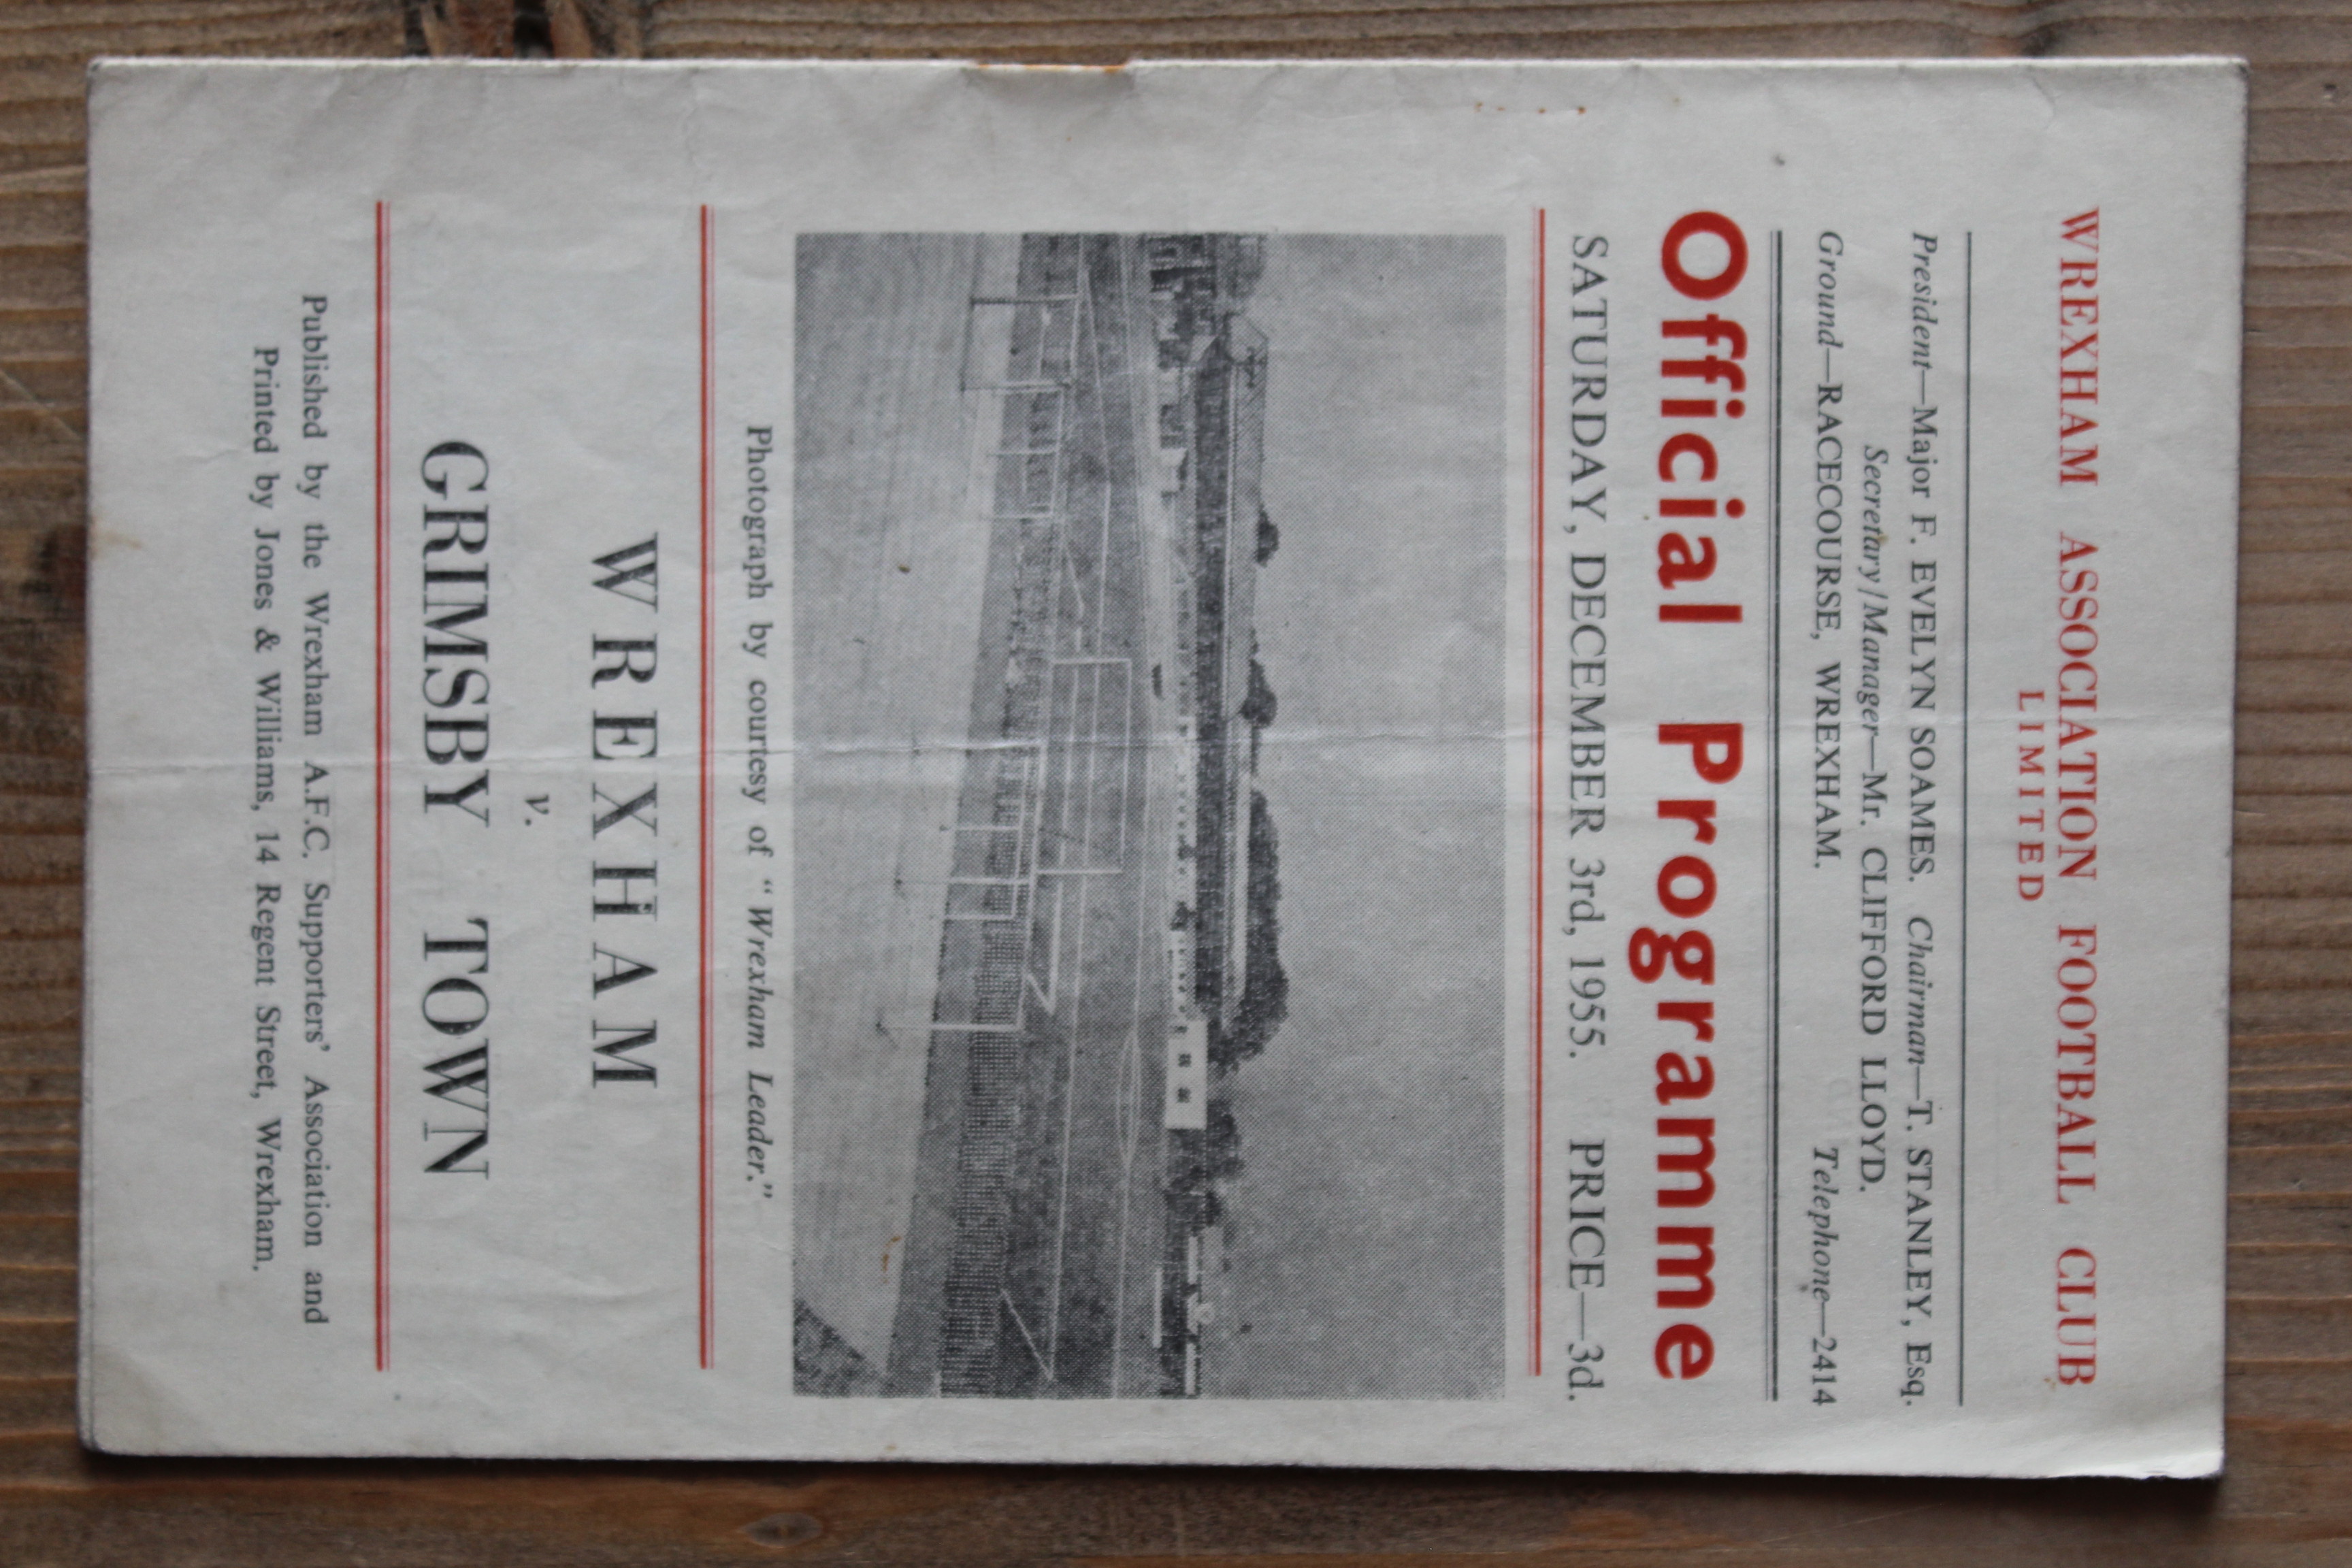 WREXHAM ASSOCIATION FOOTBALL CLUB
LIMITED
President—Major F. EVELYN SOAMES. Chairman—T. STANLEY, Esq.
Secretary/Manager—Mr. CLIFFORD LLOYD.
Ground—RACECOURSE, WREXHAM. Telephone—2414
Official Programme
SATURDAY, DECEMBER 3rd, 1955. PRICE—3d.
Photograph by courtesy of "Wrexham Leader."
WREXHAM
v.
GRIMSBY TOWN
Published by the Wrexham A.F.C. Supporters' Association and
Printed by Jones & Williams, 14 Regent Street, Wrexham.